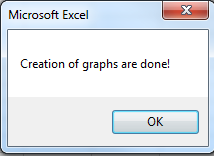 Microsoft Excel
Creation of graphs are done!
OK